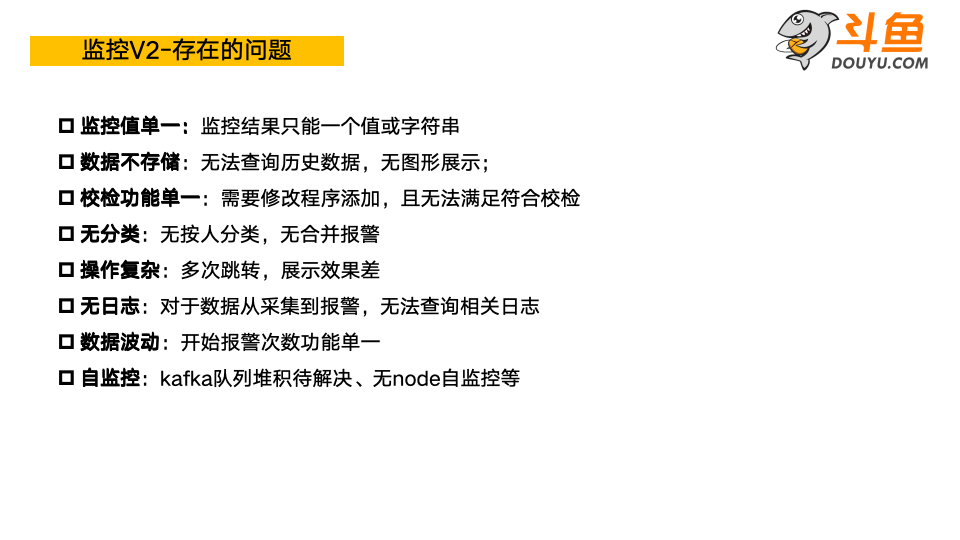 监控V2-存在的问题
斗鱼
DOUYU.COM
监控值单一：监控结果只能一个值或字符串
数据不存储：无法查询历史数据，无图形展示；
校检功能单一：需要修改程序添加，且无法满足符合校检
无分类：无按人分类，无合并报警
操作复杂：多次跳转，展示效果差
无日志：对于数据从采集到报警，无法查询相关日志
数据波动：开始报警次数功能单一
自监控：kafka队列堆积待解决、无node自监控等